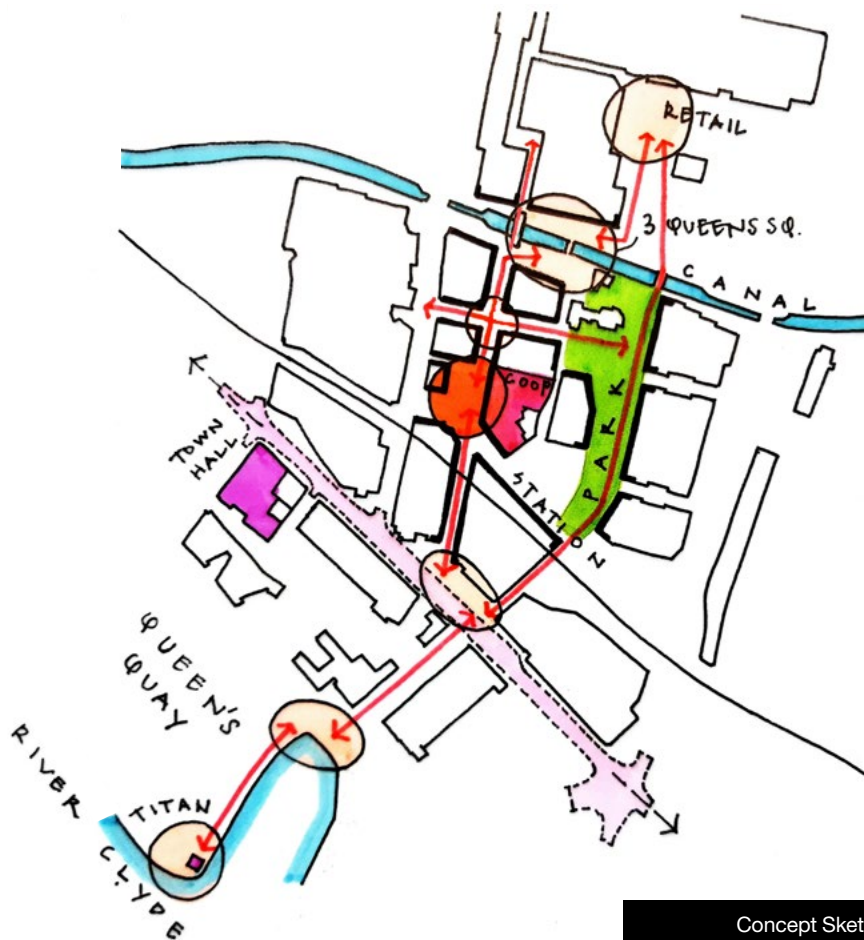 RETAIL
3 QUEENS SQ.
CANAL
COOP
PARK
TOWN
HALL
STATION
QUEEN'S
QUAY
RIVER
CLYDE
TITAN
Concept Sket